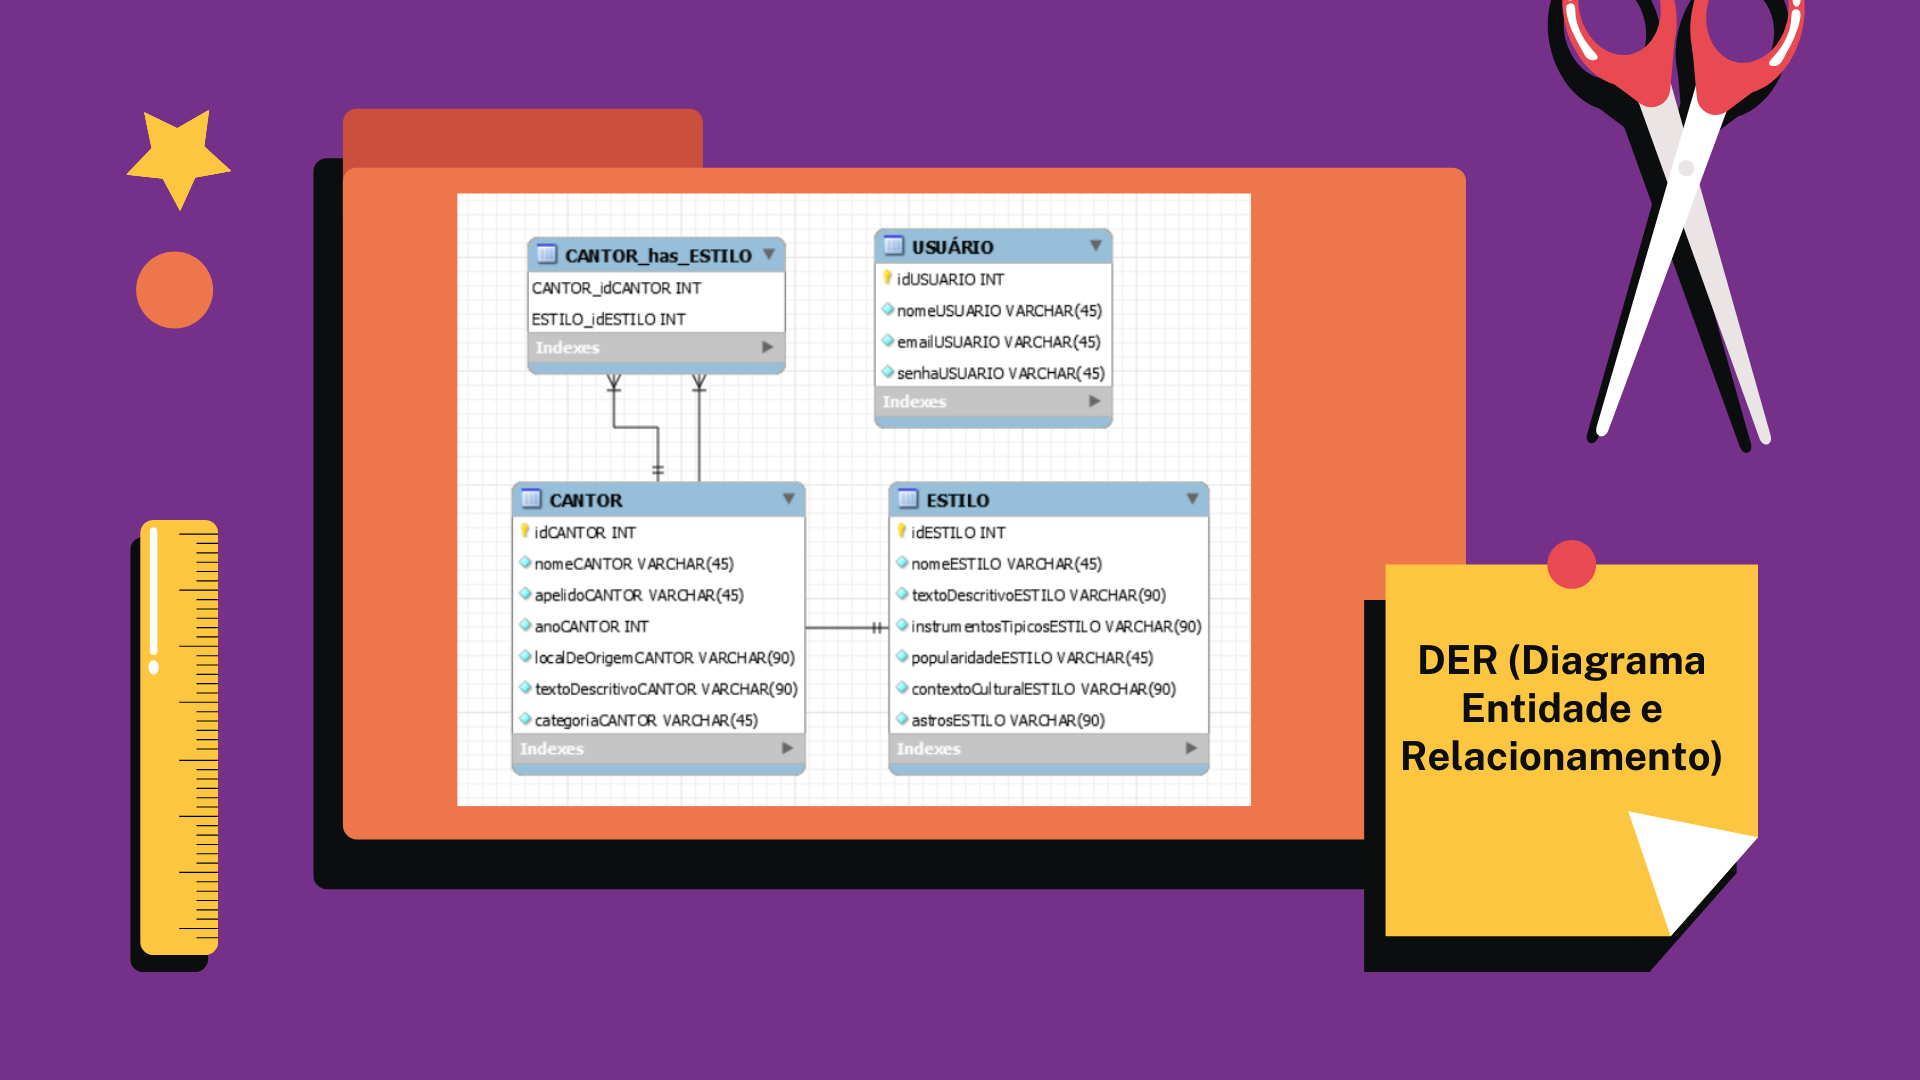 CANTOR_has_ESTILO
CANTOR_idCANTOR INT
ESTILO_idESTILO INT
Indexes
USUÁRIO
idUSUARIO INT
nomeUSUARIO VARCHAR(45)
emailUSUARIO VARCHAR(45)
senhaUSUARIO VARCHAR(45)
Indexes
CANTOR
idCANTOR INT
nomeCANTOR VARCHAR(45)
apelidoCANTOR VARCHAR(45)
anoCANTOR INT
localDeOrigemCANTOR VARCHAR(90)
textoDescritivoCANTOR VARCHAR(90)
categoriaCANTOR VARCHAR(45)
Indexes
ESTILO
idESTILO INT
nomeESTILO VARCHAR(45)
textoDescritivoESTILO VARCHAR(90)
instrumentosTipicosESTILO VARCHAR(90)
popularidadeESTILO VARCHAR(45)
contextoCulturalESTILO VARCHAR(90)
astrosESTILO VARCHAR(90)
Indexes
DER (Diagrama
Entidade e
Relacionamento)